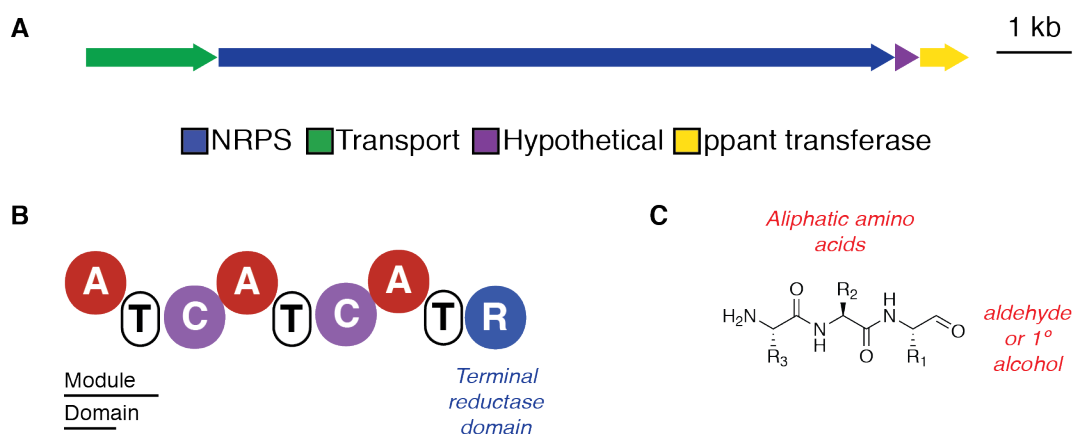 A
1 kb
NRPS Transport Hypothetical ppant transferase
B
A A A
T C T C T R
Module
Domain
Terminal
reductase
domain
C
Aliphatic amino
acids
O R2 H
H2N N O
R3 N H O R1
aldehyde
or 1º
alcohol